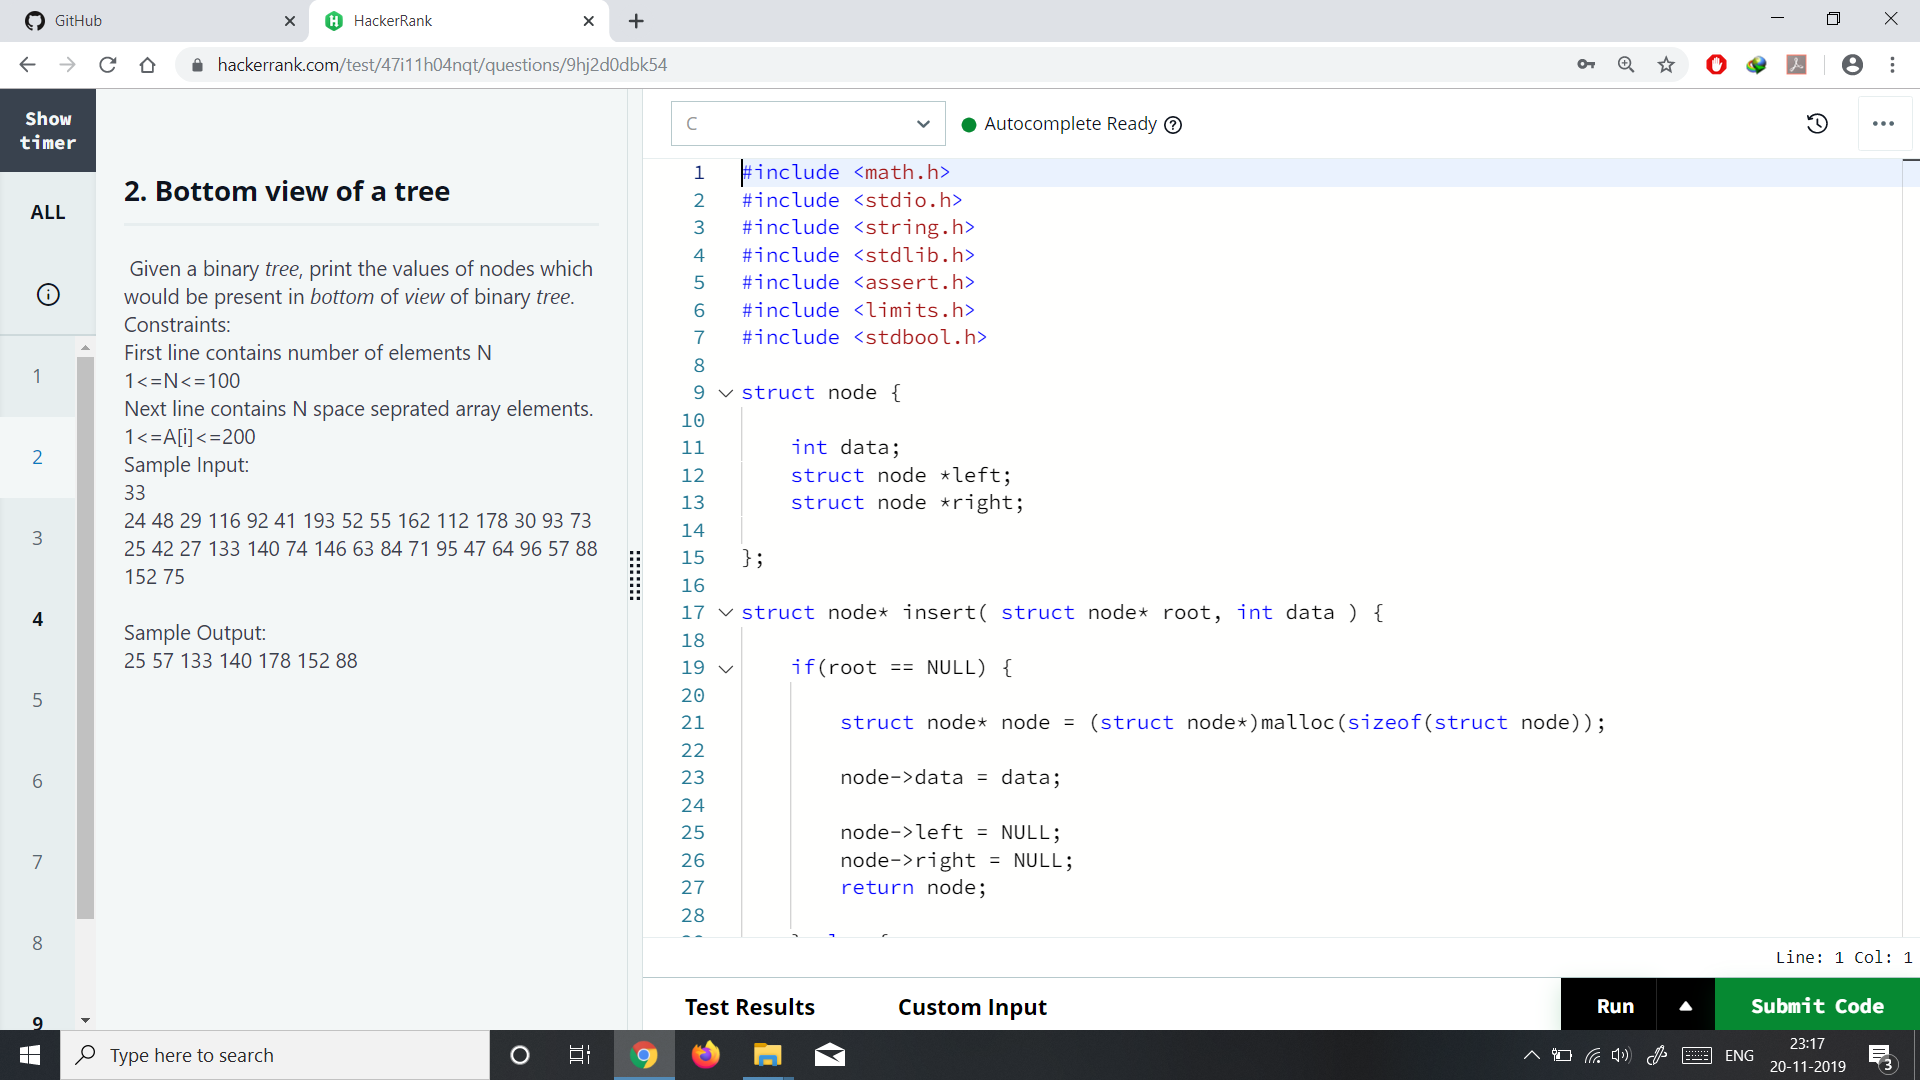 GitHub
HackerRank
hackerrank.com/test/47i11h04nqt/questions/9hj2d0dbk54
Show
timer
ALL
1
2
3
4
5
6
7
8
9
2. Bottom view of a tree
Given a binary tree, print the values of nodes which
would be present in bottom of view of binary tree.
Constraints:
First line contains number of elements N
1<=N<=100
Next line contains N space seprated array elements.
1<=A[i]<=200
Sample Input:
33
24 48 29 116 92 41 193 52 55 162 112 178 30 93 73
25 42 27 133 140 74 146 63 84 71 95 47 64 96 57 88
152 75
Sample Output:
25 57 133 140 178 152 88
C
Autocomplete Ready
1 #include <math.h>
2 #include <stdio.h>
3 #include <string.h>
4 #include <stdlib.h>
5 #include <assert.h>
6 #include <limits.h>
7 #include <stdbool.h>
8
9 struct node {
10
11 int data;
12 struct node *left;
13 struct node *right;
14
15 };
16
17 struct node* insert( struct node* root, int data ) {
18
19 if(root == NULL) {
20
21 struct node* node = (struct node*)malloc(sizeof(struct node));
22
23 node->data = data;
24
25 node->left = NULL;
26 node->right = NULL;
27 return node;
28
Line: 1 Col: 1
Test Results
Custom Input
Run
Submit Code
Type here to search
ENG
23:17
20-11-2019
3